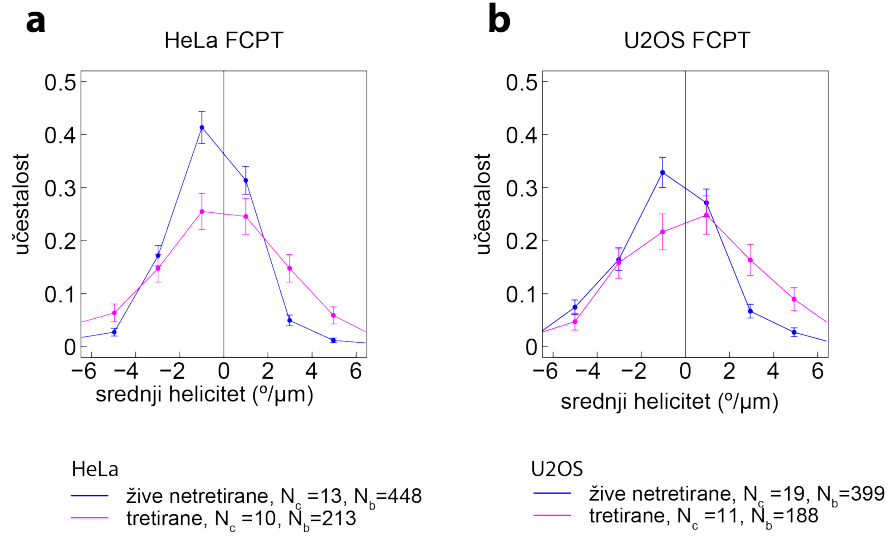 a
HeLa FCPT
učestalost
0.5
0.4
0.3
0.2
0.1
0
−6 −4 −2 0 2 4 6
srednji helicitet (º/µm)
HeLa
žive netretirane, Nc =13, Nb=448
tretirane, Nc =10, Nb=213
b
U2OS FCPT
učestalost
0.5
0.4
0.3
0.2
0.1
0
−6 −4 −2 0 2 4 6
srednji helicitet (º/µm)
U2OS
žive netretirane, Nc =19, Nb=399
tretirane, Nc =11, Nb=188